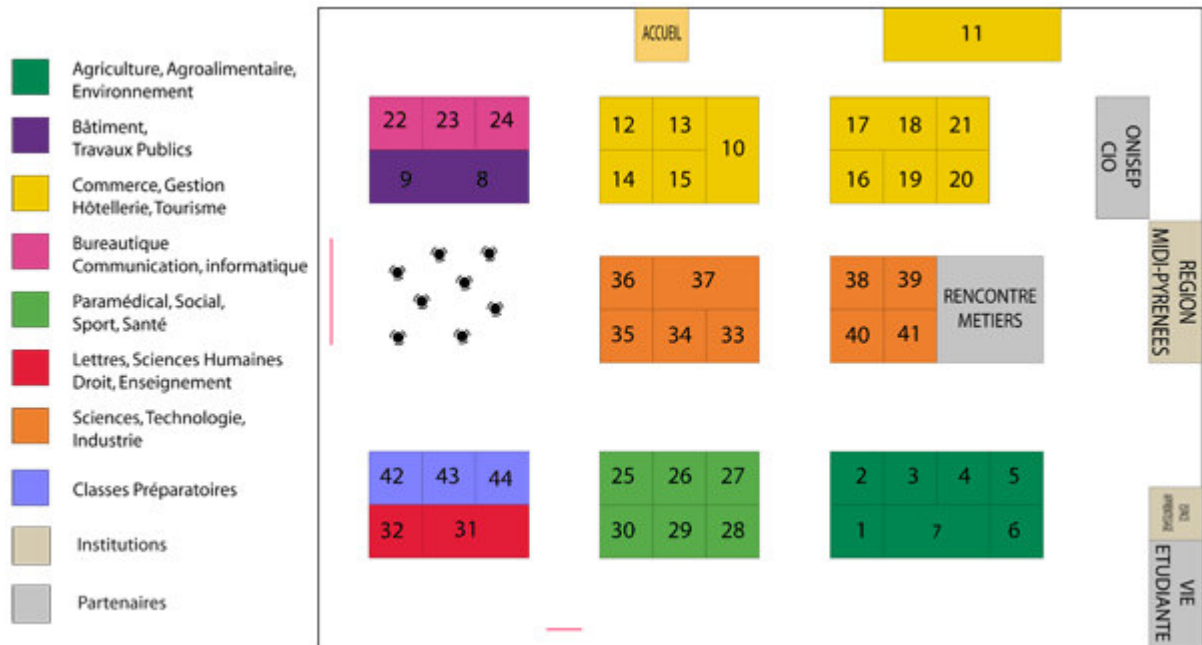 Agriculture, Agroalimentaire,
Environnement
Bâtiment,
Travaux Publics
Commerce, Gestion
Hôtellerie, Tourisme
Bureautique
Communication, informatique
Paramédical, Social,
Sport, Santé
Lettres, Sciences Humaines
Droit, Enseignement
Sciences, Technologie,
Industrie
Classes Préparatoires
Institutions
Partenaires
ACCUEIL
11
22 23 24
9 8
12 13
10
14 15
17 18 21
16 19 20
ONISEP
CIO
REGION
MIDI-PYRENEES
36 37
35 34 33
38 39
40 41
RENCONTRE
METIERS
42 43 44
32 31
25 26 27
30 29 28
2 3 4 5
1 7 6
VIE
ETUDIANTE